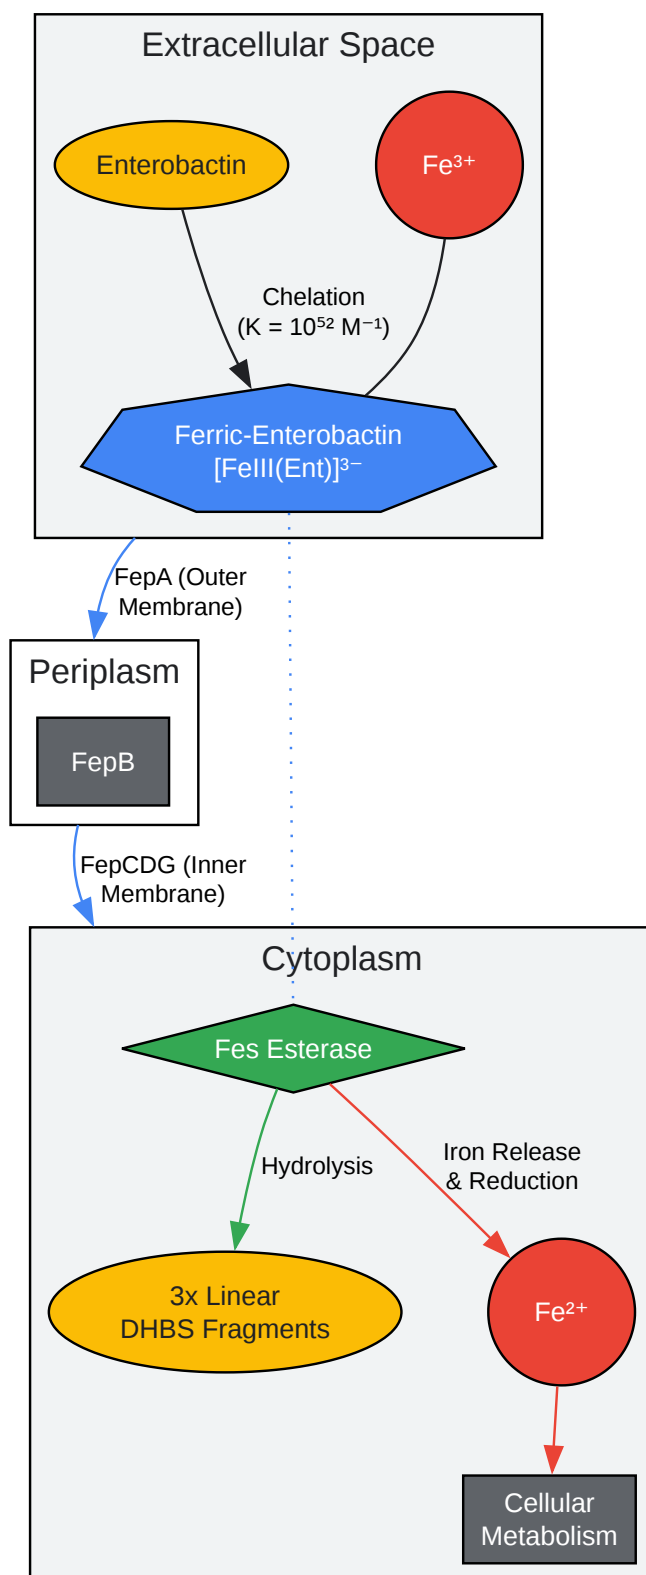 Extracellular Space
Enterobactin
Fe³⁺
Chelation
(K = 10⁵² M⁻¹)
Ferric-Enterobactin
[FeIII(Ent)]³⁻
FepA (Outer
Membrane)
Periplasm
FepB
FepCDG (Inner
Membrane)
Cytoplasm
Fes Esterase
Hydrolysis
Iron Release
& Reduction
3x Linear
DHBS Fragments
Fe²⁺
Cellular
Metabolism